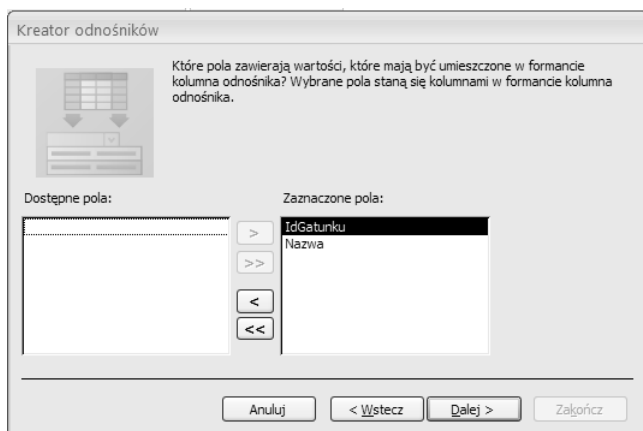 Kreator odnośników
Które pola zawierają wartości, które mają być umieszczone w formancie
kolumna odnośnika? Wybrane pola staną się kolumnami w formancie kolumna
odnośnika.
Dostępne pola:
Zaznaczone pola:
IdGatunku
Nazwa
>
>>
<
<<
Anuluj
< Wstecz
Dalej >
Zakończ